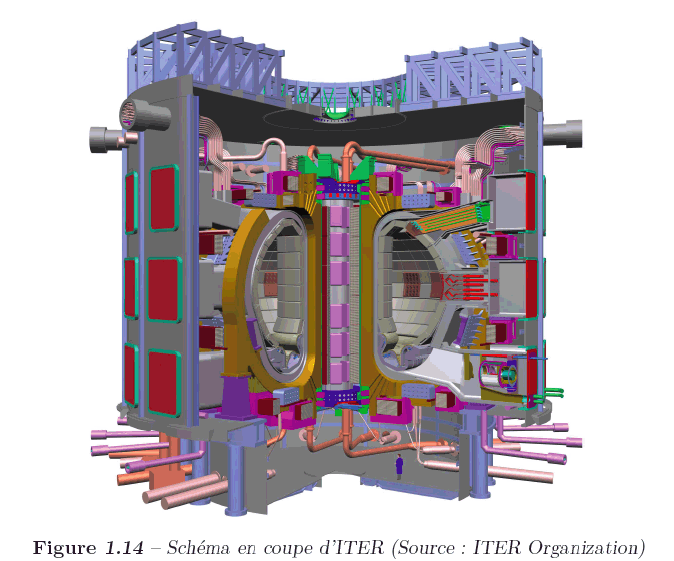 Figure 1.14 – Schéma en coupe d'ITER (Source : ITER Organization)